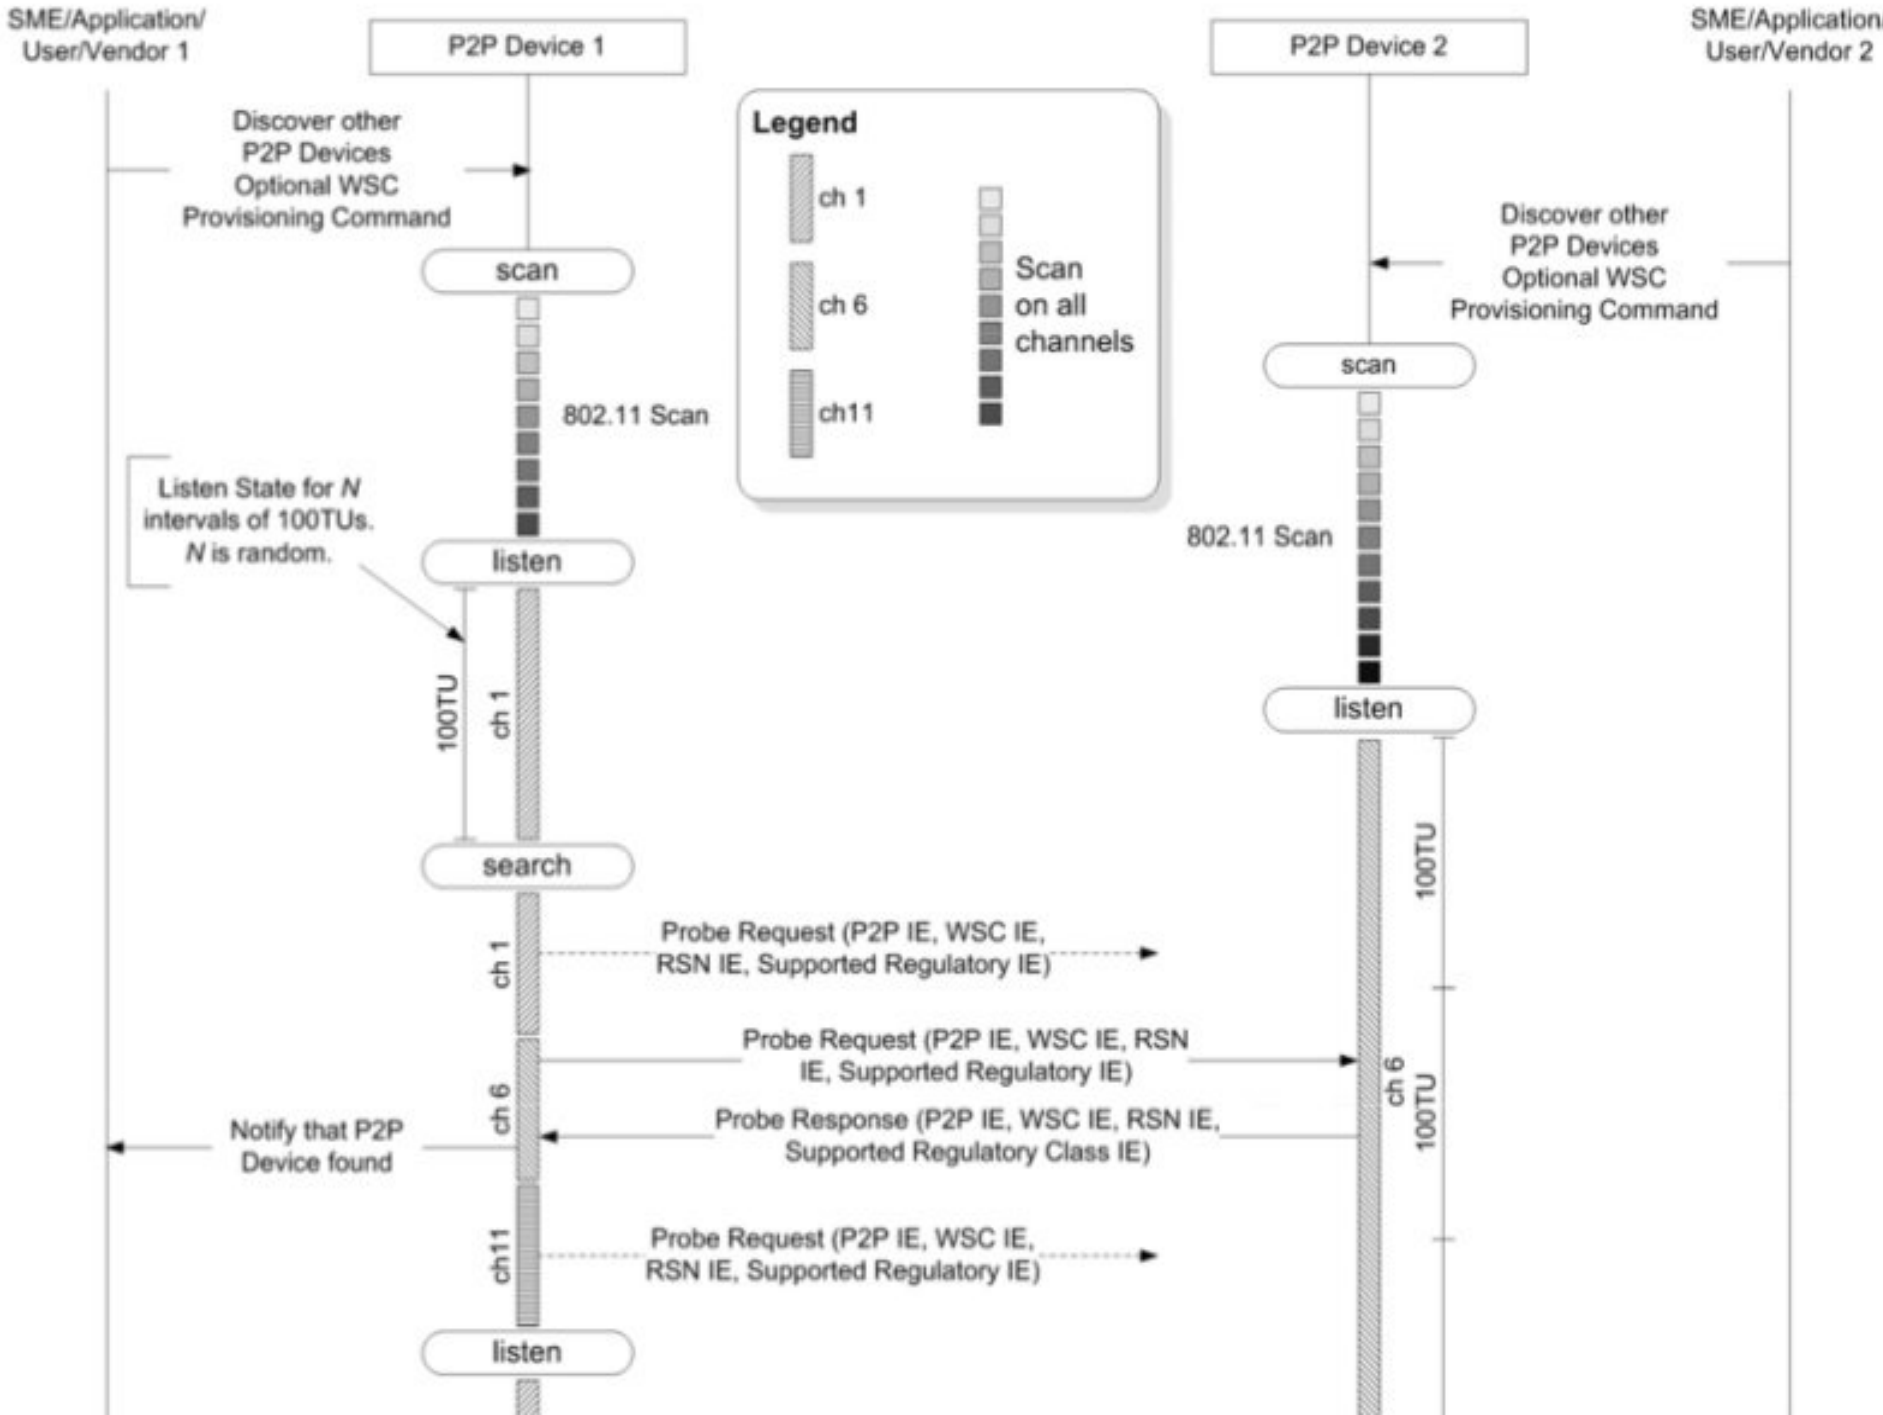 SME/Application/
User/Vendor 1
P2P Device 1
P2P Device 2
SME/Application/
User/Vendor 2
Discover other
P2P Devices
Optional WSC
Provisioning Command
Legend
ch 1
ch 6
ch11
Scan
on all
channels
Discover other
P2P Devices
Optional WSC
Provisioning Command
scan
scan
802.11 Scan
802.11 Scan
Listen State for N
intervals of 100TUs.
N is random.
listen
listen
100TU
ch 1
100TU
search
ch 1
Probe Request (P2P IE, WSC IE,
RSN IE, Supported Regulatory IE)
Probe Request (P2P IE, WSC IE, RSN
IE, Supported Regulatory IE)
ch 6
ch 6
100TU
Probe Response (P2P IE, WSC IE, RSN IE,
Supported Regulatory Class IE)
Notify that P2P
Device found
ch11
Probe Request (P2P IE, WSC IE,
RSN IE, Supported Regulatory IE)
listen